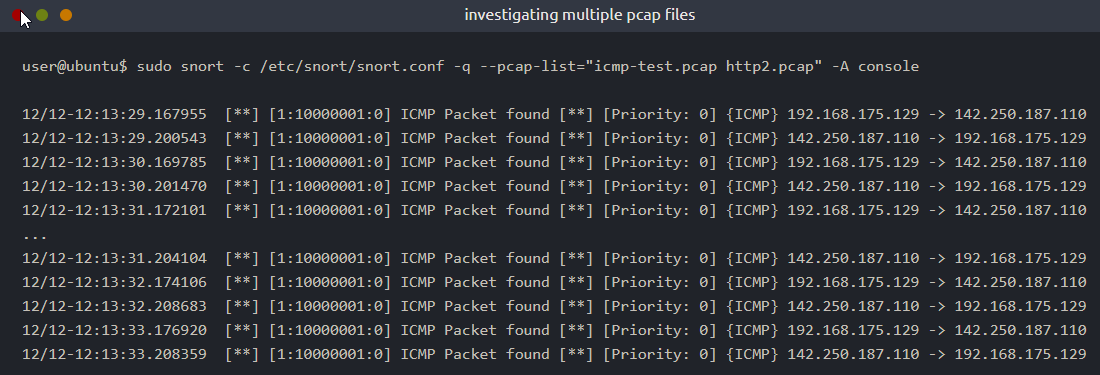 investigating multiple pcap files
user@ubuntu$ sudo snort -c /etc/snort/snort.conf -q --pcap-list="icmp-test.pcap http2.pcap" -A console
12/12-12:13:29.167955  [**] [1:10000001:0] ICMP Packet found [**] [Priority: 0] {ICMP} 192.168.175.129 -> 142.250.187.110
12/12-12:13:29.200543  [**] [1:10000001:0] ICMP Packet found [**] [Priority: 0] {ICMP} 142.250.187.110 -> 192.168.175.129
12/12-12:13:30.169785  [**] [1:10000001:0] ICMP Packet found [**] [Priority: 0] {ICMP} 192.168.175.129 -> 142.250.187.110
12/12-12:13:30.201470  [**] [1:10000001:0] ICMP Packet found [**] [Priority: 0] {ICMP} 142.250.187.110 -> 192.168.175.129
12/12-12:13:31.172101  [**] [1:10000001:0] ICMP Packet found [**] [Priority: 0] {ICMP} 192.168.175.129 -> 142.250.187.110
...
12/12-12:13:31.204104  [**] [1:10000001:0] ICMP Packet found [**] [Priority: 0] {ICMP} 142.250.187.110 -> 192.168.175.129
12/12-12:13:32.174106  [**] [1:10000001:0] ICMP Packet found [**] [Priority: 0] {ICMP} 192.168.175.129 -> 142.250.187.110
12/12-12:13:32.208683  [**] [1:10000001:0] ICMP Packet found [**] [Priority: 0] {ICMP} 142.250.187.110 -> 192.168.175.129
12/12-12:13:33.176920  [**] [1:10000001:0] ICMP Packet found [**] [Priority: 0] {ICMP} 192.168.175.129 -> 142.250.187.110
12/12-12:13:33.208359  [**] [1:10000001:0] ICMP Packet found [**] [Priority: 0] {ICMP} 142.250.187.110 -> 192.168.175.129